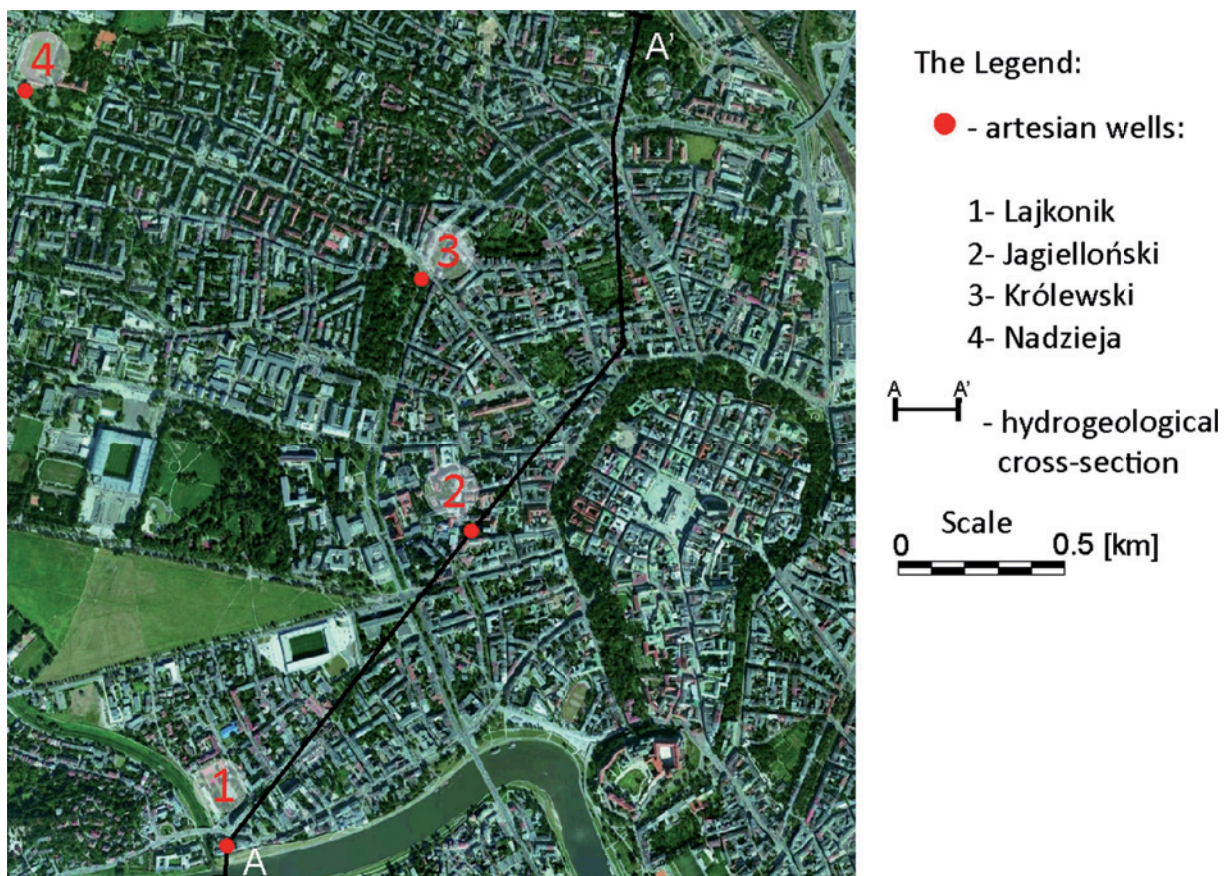 4
A'
3
2
1
A
The Legend:
- artesian wells:
1- Lajkonik
2- Jagielloński
3- Królewski
4- Nadzieja
A A'
- hydrogeological
cross-section
Scale
0 0.5 [km]